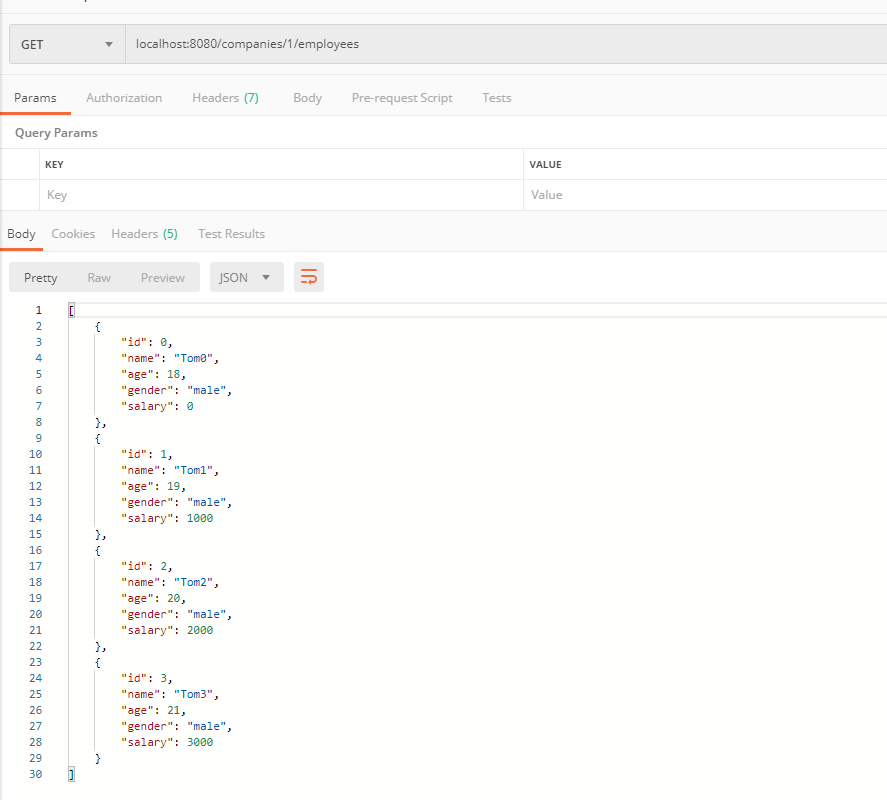 GET localhost:8080/companies/1/employees
Params Authorization Headers (7) Body Pre-request Script Tests
Query Params
KEY VALUE
Key Value
Body Cookies Headers (5) Test Results
Pretty Raw Preview JSON
1 [
2 {
3 "id": 0,
4 "name": "Tom0",
5 "age": 18,
6 "gender": "male",
7 "salary": 0
8 },
9 {
10 "id": 1,
11 "name": "Tom1",
12 "age": 19,
13 "gender": "male",
14 "salary": 1000
15 },
16 {
17 "id": 2,
18 "name": "Tom2",
19 "age": 20,
20 "gender": "male",
21 "salary": 2000
22 },
23 {
24 "id": 3,
25 "name": "Tom3",
26 "age": 21,
27 "gender": "male",
28 "salary": 3000
29 }
30 ]